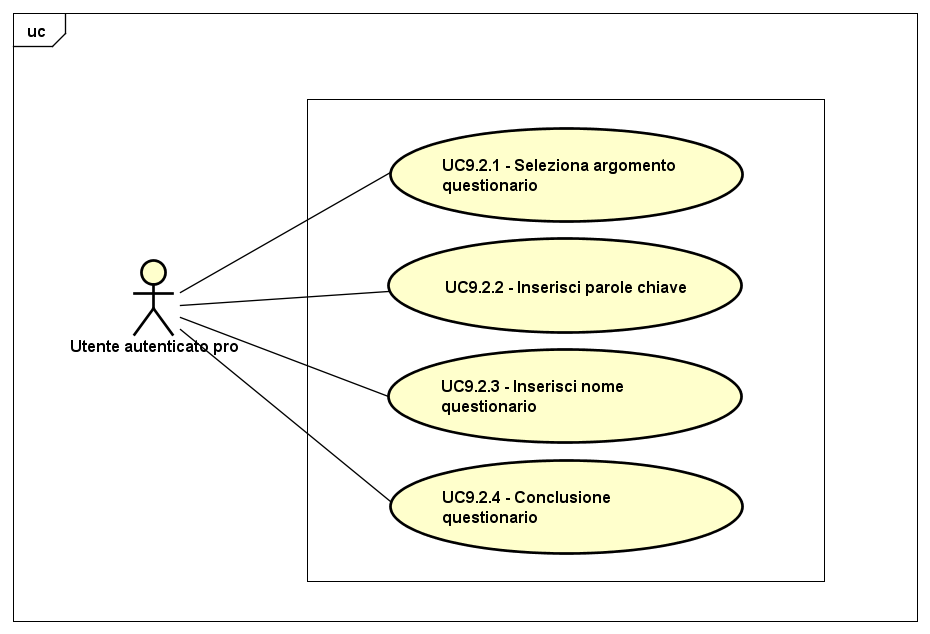 uc
UC9.2.1 - Seleziona argomento
questionario
UC9.2.2 - Inserisci parole chiave
Utente autenticato pro
UC9.2.3 - Inserisci nome
questionario
UC9.2.4 - Conclusione
questionario